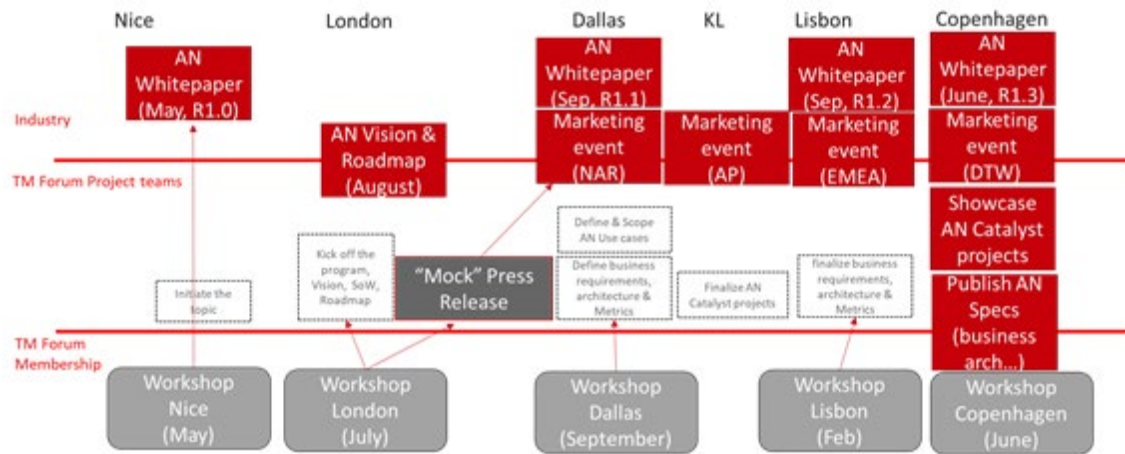 Nice London Dallas KL Lisbon Copenhagen
AN
Whitepaper
(May, R1.0)
AN
Whitepaper
(Sep, R1.1)
AN
Whitepaper
(Sep, R1.2)
AN
Whitepaper
(June, R1.3)
Industry
AN Vision &
Roadmap
(August)
Marketing
event
(NAR)
Marketing
event
(AP)
Marketing
event
(EMEA)
Marketing
event
(DTW)
TM Forum Project teams
Initiate the
topic
Kick off the
program,
Vision, SoW,
Roadmap
"Mock" Press
Release
Define & Scope
AN Use cases
Define business
requirements,
architecture &
Metrics
Finalize AN
Catalyst projects
finalize business
requirements,
architecture &
Metrics
Showcase
AN Catalyst
projects
Publish AN
Specs
(business
arch...)
TM Forum
Membership
Workshop
Nice
(May)
Workshop
London
(July)
Workshop
Dallas
(September)
Workshop
Lisbon
(Feb)
Workshop
Copenhagen
(June)